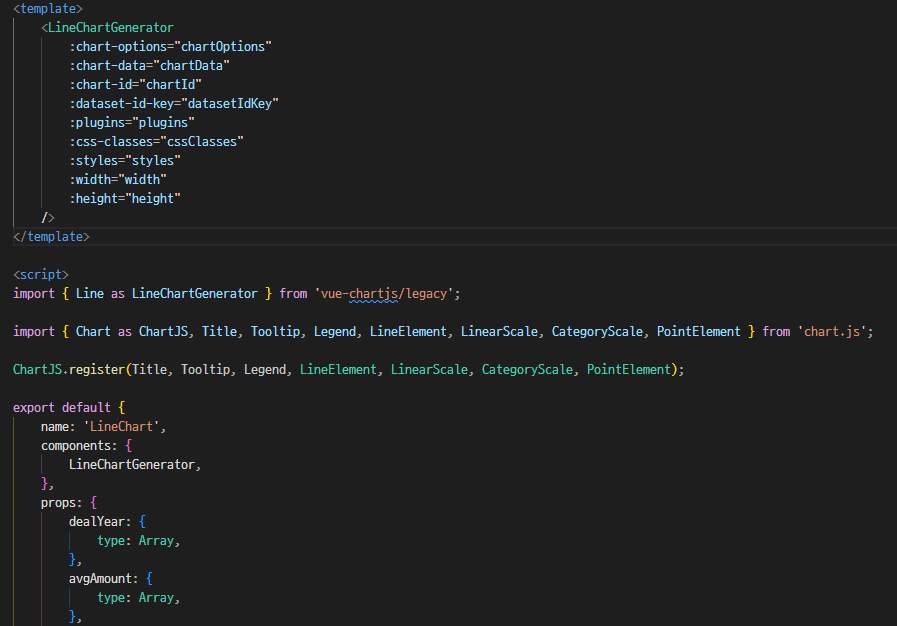 <template>
    <LineChartGenerator
        :chart-options="chartOptions"
        :chart-data="chartData"
        :chart-id="chartId"
        :dataset-id-key="datasetIdKey"
        :plugins="plugins"
        :css-classes="cssClasses"
        :styles="styles"
        :width="width"
        :height="height"
    />
</template>
<script>
import { Line as LineChartGenerator } from 'vue-chartjs/legacy';
import { Chart as ChartJS, Title, Tooltip, Legend, LineElement, LinearScale, CategoryScale, PointElement } from 'chart.js';
ChartJS.register(Title, Tooltip, Legend, LineElement, LinearScale, CategoryScale, PointElement);
export default {
    name: 'LineChart',
    components: {
        LineChartGenerator,
    },
    props: {
        dealYear: {
            type: Array,
        },
        avgAmount: {
            type: Array,
        },